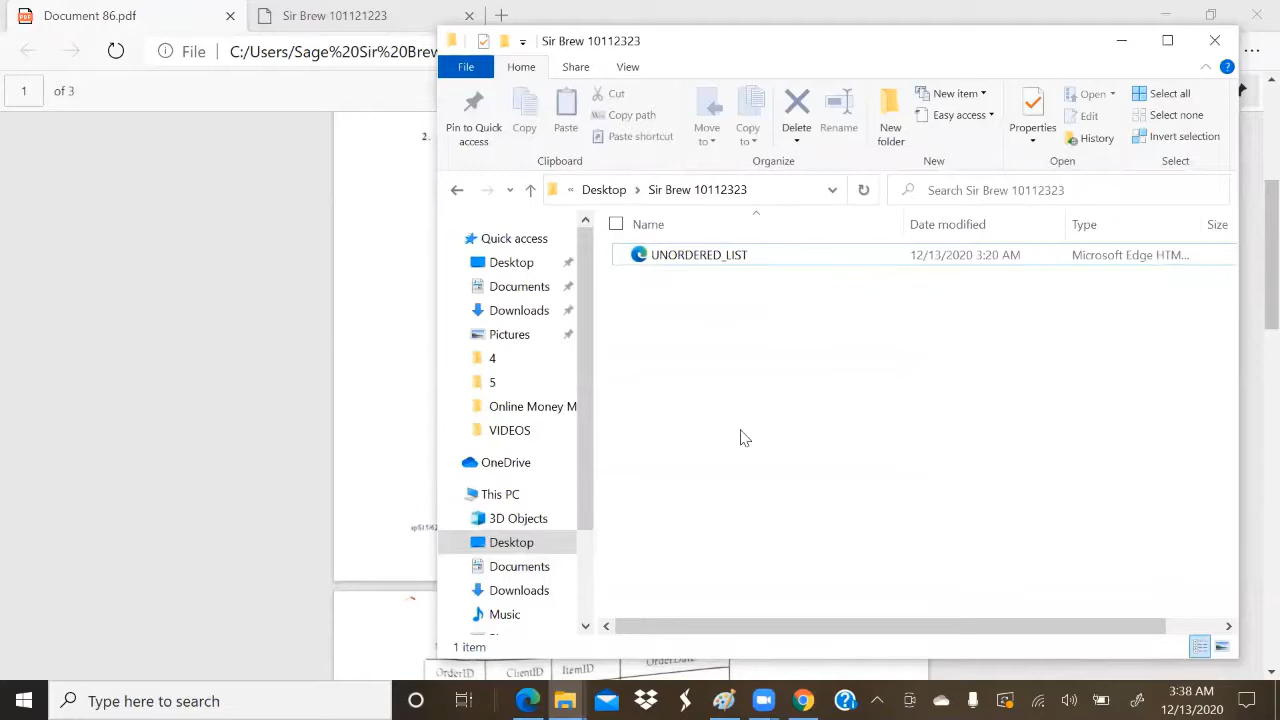 Document 86.pdf
Sir Brew 101121223
File
C:/Users/Sage%20Sir%20Brew
1 of 3
2.
Sir Brew 10112323
File Home Share View
Pin to Quick access
Copy
Paste
Cut
Copy path
Paste shortcut
Clipboard
Move to
Copy to
Delete
Rename
Organize
New folder
New item
Easy access
New
Properties
Open
Edit
History
Open
Select all
Select none
Invert selection
Select
« Desktop > Sir Brew 10112323
Search Sir Brew 10112323
Name Date modified Type Size
UNORDERED_LIST 12/13/2020 3:20 AM Microsoft Edge HTM...
Quick access
Desktop
Documents
Downloads
Pictures
4
5
Online Money M
VIDEOS
OneDrive
This PC
3D Objects
Desktop
Documents
Downloads
Music
1 item
OrderID ClientID ItemID OrderDate
Type here to search
3:38 AM
12/13/2020